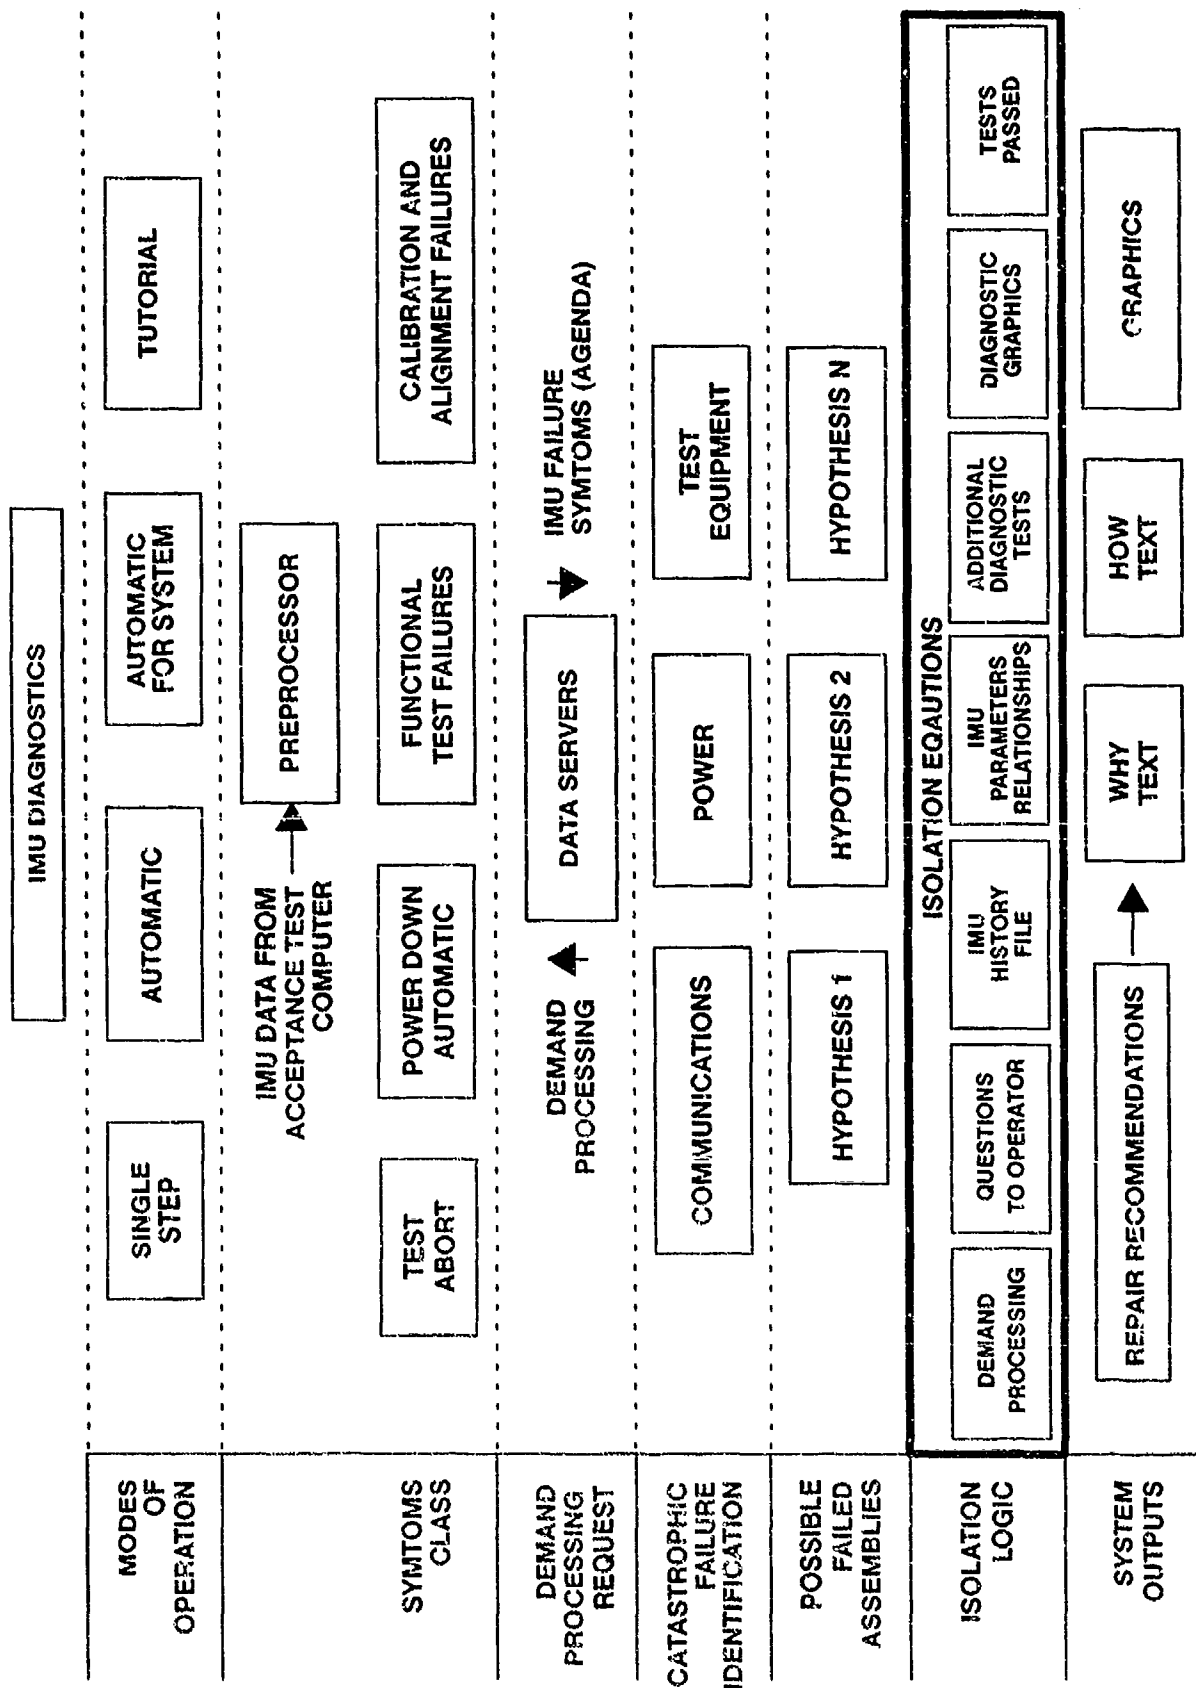 IMU DIAGNOSTICS
MODES
OF
OPERATION
SINGLE
STEP
AUTOMATIC
AUTOMATIC
FOR SYSTEM
TUTORIAL
IMU DATA FROM
ACCEPTANCE TEST
COMPUTER
PREPROCESSOR
SYMTOMS
CLASS
TEST
ABORT
POWER DOWN
AUTOMATIC
FUNCTIONAL
TEST FAILURES
CALIBRATION AND
ALIGNMENT FAILURES
DEMAND
PROCESSING
REQUEST
DEMAND
PROCESSING
DATA SERVERS
IMU FAILURE
SYMTOMS (AGENDA)
CATASTROPHIC
FAILURE
IDENTIFICATION
COMMUNICATIONS
POWER
TEST
EQUIPMENT
POSSIBLE
FAILED
ASSEMBLIES
HYPOTHESIS 1
HYPOTHESIS 2
HYPOTHESIS N
ISOLATION
LOGIC
ISOLATION EQAUTIONS
DEMAND
PROCESSING
QUESTIONS
TO OPERATOR
IMU
HISTORY
FILE
IMU
PARAMETERS
RELATIONSHIPS
ADDITIONAL
DIAGNOSTIC
TESTS
DIAGNOSTIC
GRAPHICS
TESTS
PASSED
SYSTEM
OUTPUTS
REPAIR RECOMMENDATIONS
WHY
TEXT
HOW
TEXT
GRAPHICS